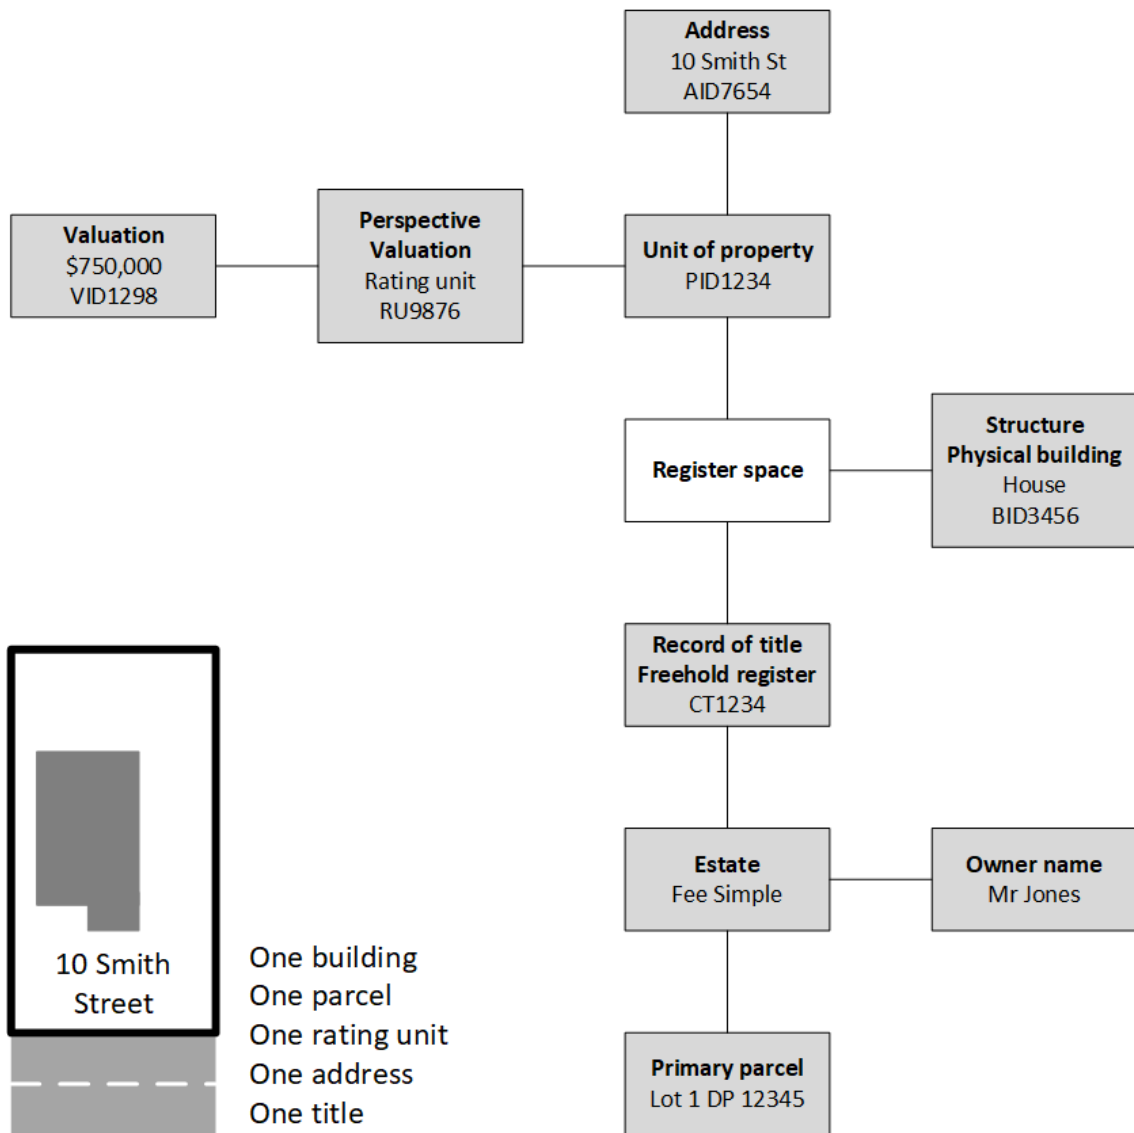 Address
10 Smith St
AID7654
Valuation
$750,000
VID1298
Perspective
Valuation
Rating unit
RU9876
Unit of property
PID1234
Register space
Structure
Physical building
House
BID3456
Record of title
Freehold register
CT1234
Estate
Fee Simple
Owner name
Mr Jones
Primary parcel
Lot 1 DP 12345
10 Smith
Street
One building
One parcel
One rating unit
One address
One title